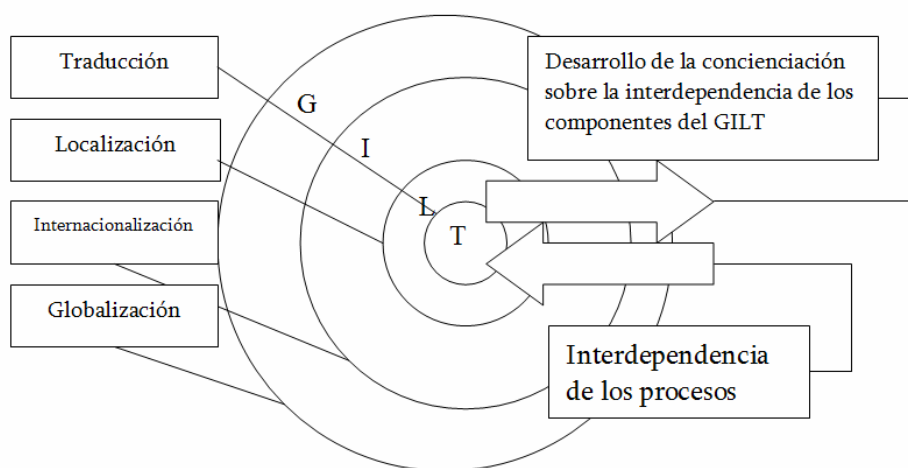 Traducción
Localización
Internacionalización
Globalización
G
I
L
T
Desarrollo de la concienciación
sobre la interdependencia de los
componentes del GILT
Interdependencia
de los procesos